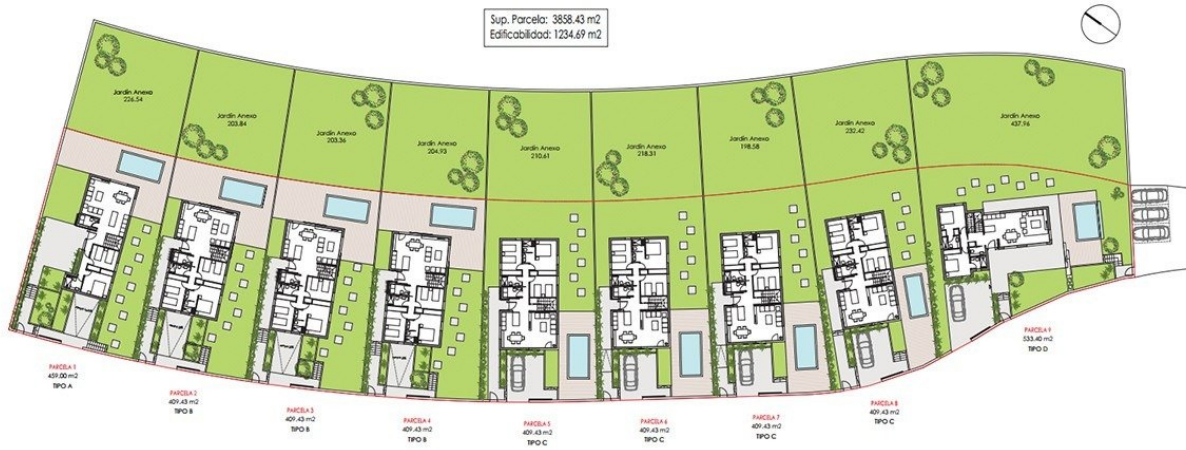 Sup. Parcela: 3858.43 m2
Edificabilidad: 1234.69 m2
Jardín Anexo
226.54
Jardín Anexo
203.84
Jardín Anexo
203.36
Jardín Anexo
204.93
Jardín Anexo
210.61
Jardín Anexo
218.31
Jardín Anexo
198.58
Jardín Anexo
232.42
Jardín Anexo
437.96
PARCELA 1
459.00 m2
TIPO A
PARCELA 2
409.43 m2
TIPO B
PARCELA 3
409.43 m2
TIPO B
PARCELA 4
409.43 m2
TIPO B
PARCELA 5
409.43 m2
TIPO C
PARCELA 6
409.43 m2
TIPO C
PARCELA 7
409.43 m2
TIPO C
PARCELA 8
409.43 m2
TIPO C
PARCELA 9
533.40 m2
TIPO D